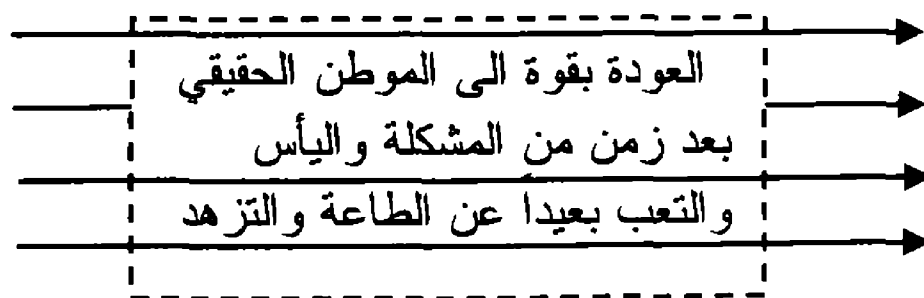 العودة بقوة الى الموطن الحقيقي
بعد زمن من المشكلة واليأس
والتعب بعيداً عن الطاعة والتزهد